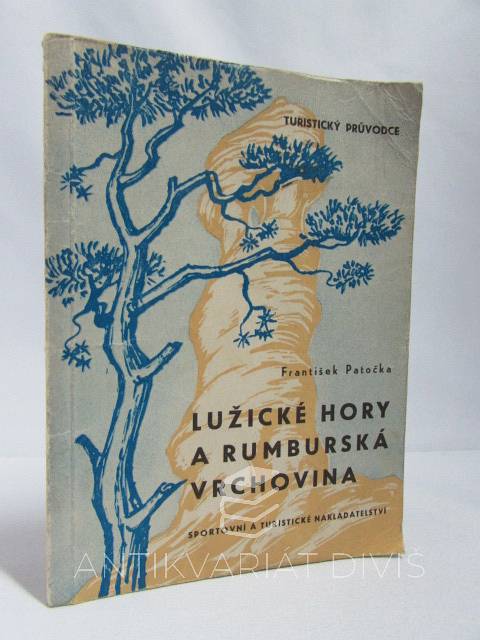 TURISTICKÝ PRŮVODCE
František Patočka
LUŽICKÉ HORY
A RUMBURSKÁ
VRCHOVINA
SPORTOVNÍ A TURISTICKÉ NAKLADATELSTVÍ
ANTIKVARIÁT DIVIŠ